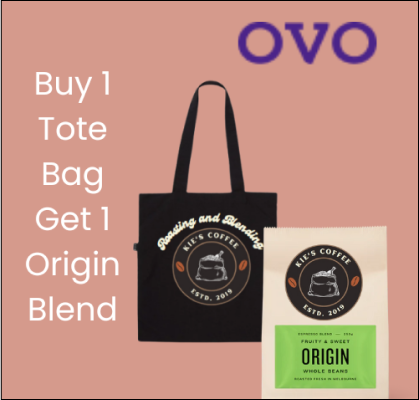 OVO
Buy 1
Tote
Bag
Get 1
Origin
Blend
Roasting and Blending
KIE'S COFFEE
ESTD. 2019
KIE'S COFFEE
ESTD. 2019
FRUITY & SWEET
ORIGIN
WHOLE BEANS